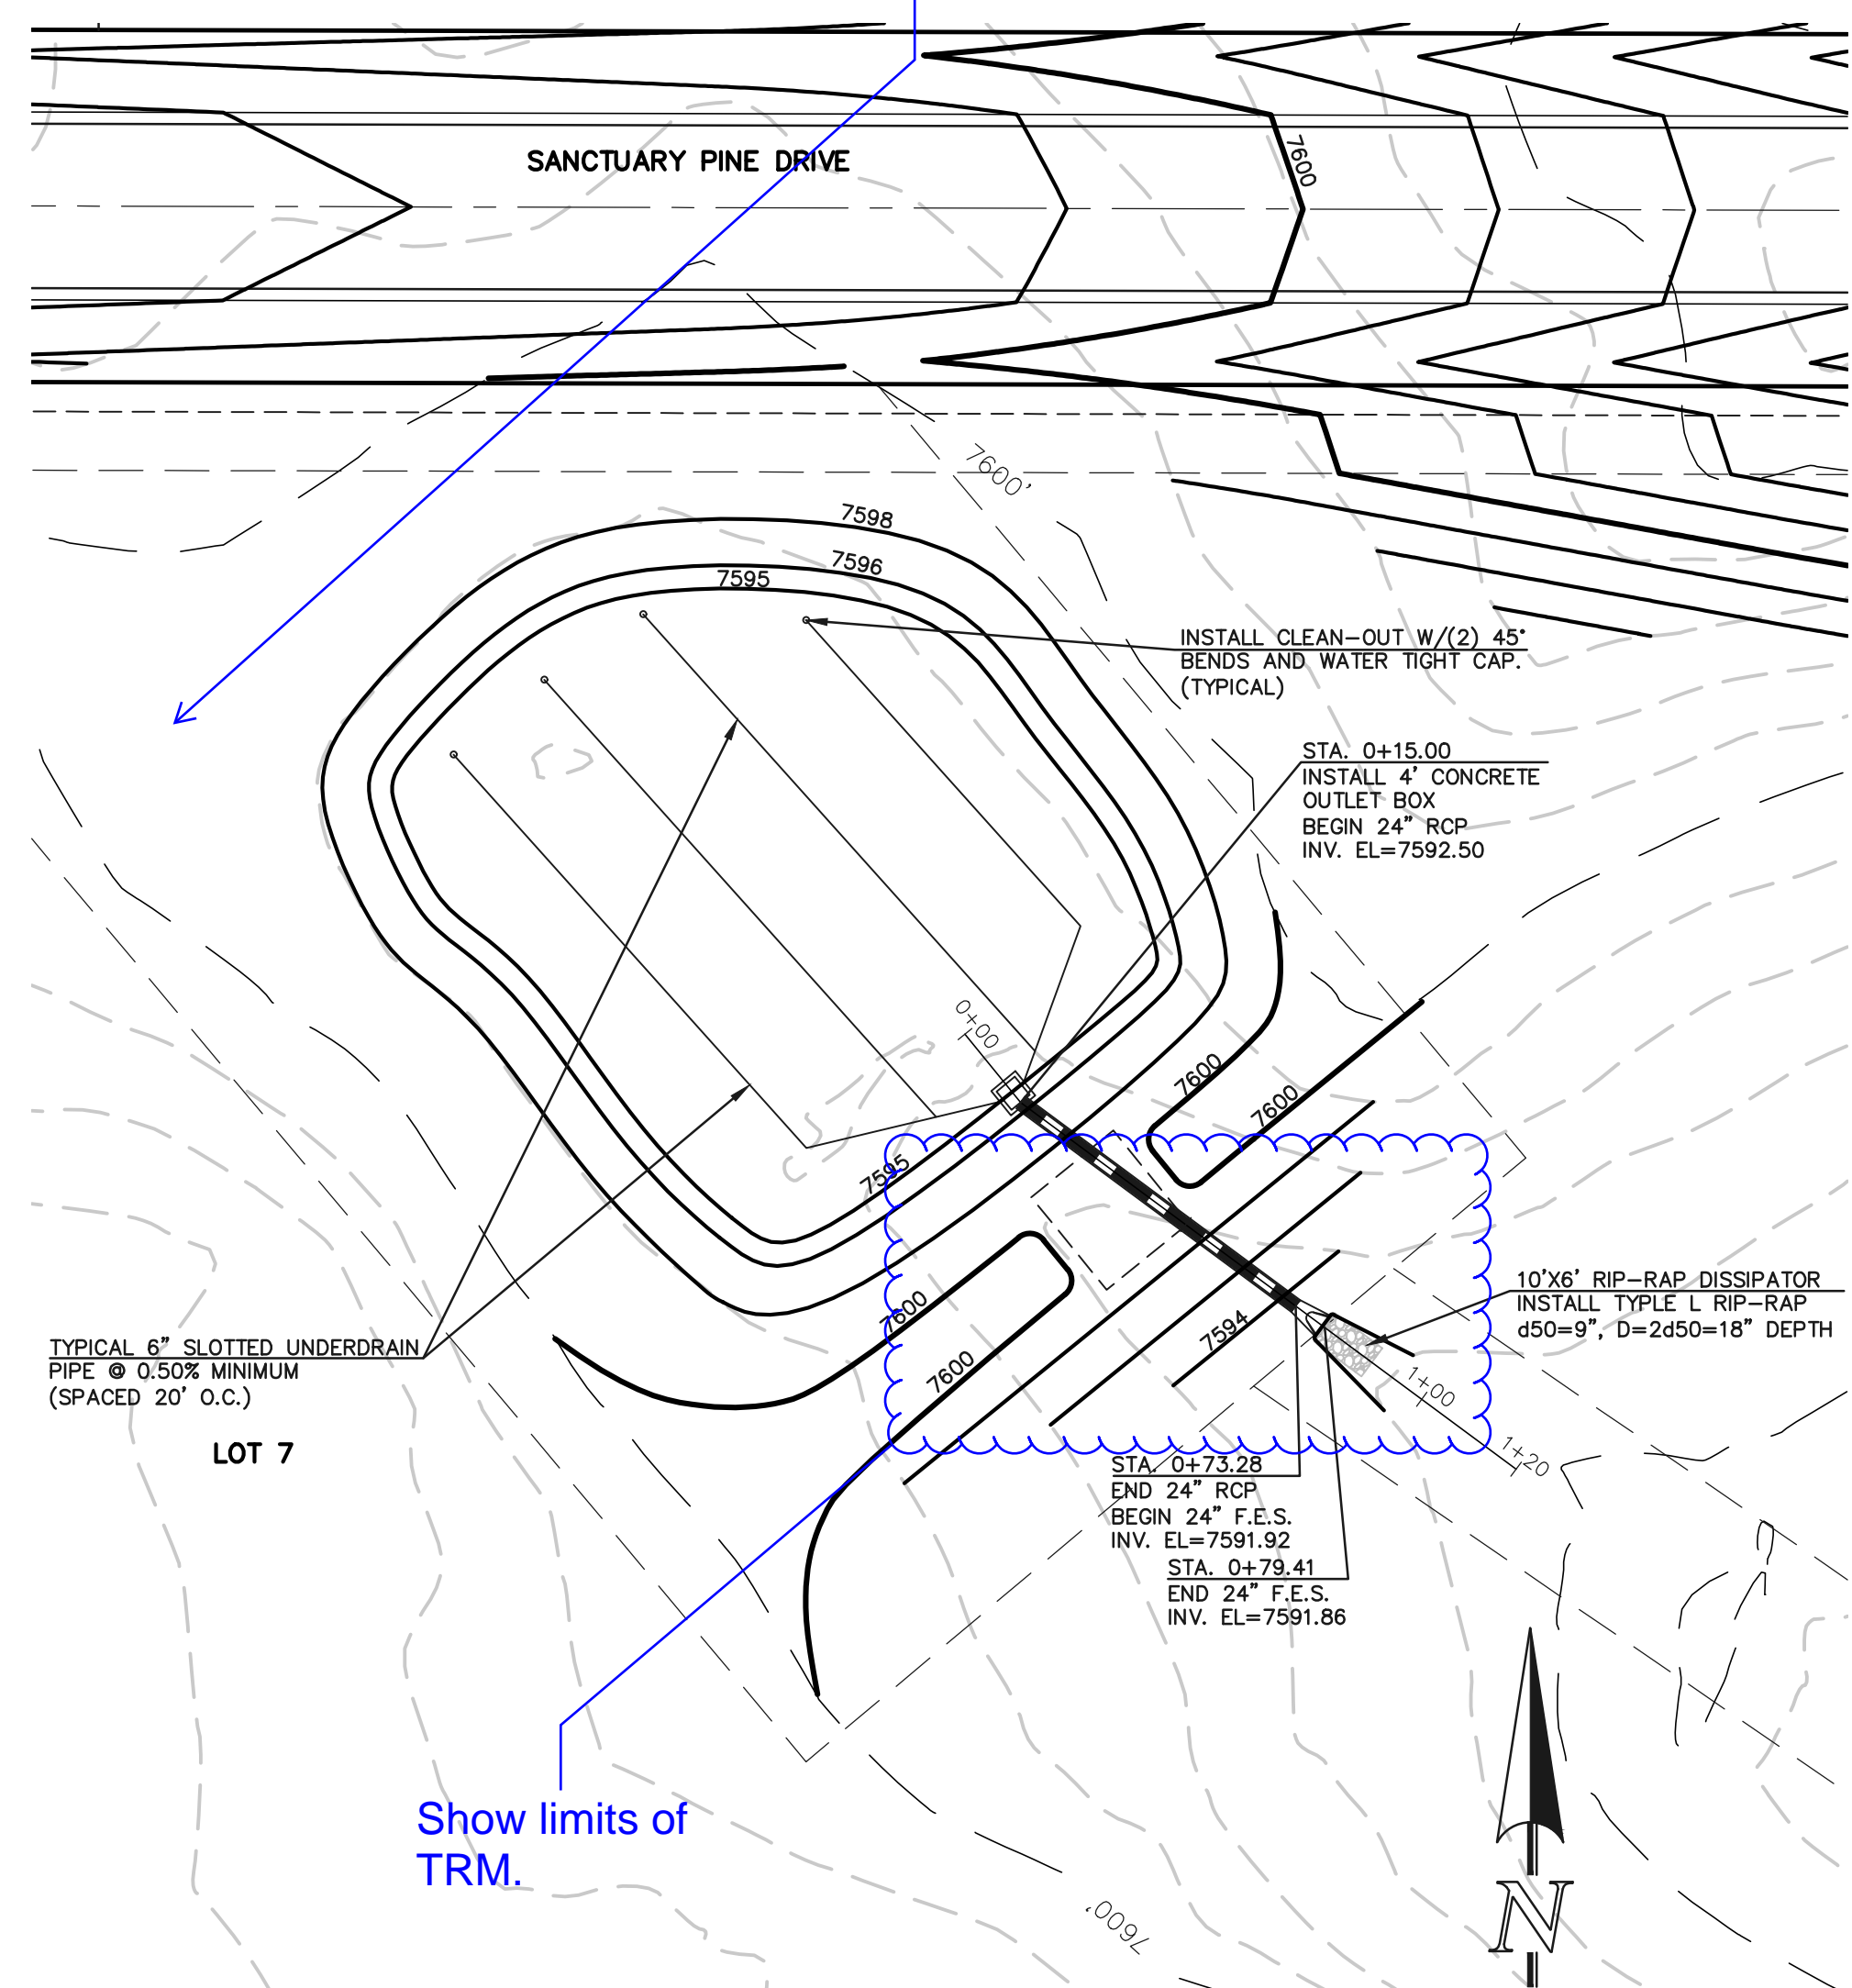 SANCTUARY PINE DRIVE
7600
7600'
7598
7596
7595
INSTALL CLEAN-OUT W/(2) 45°
BENDS AND WATER TIGHT CAP.
(TYPICAL)
STA. 0+15.00
INSTALL 4' CONCRETE
OUTLET BOX
BEGIN 24" RCP
INV. EL=7592.50
0+00
7600
7600
7595
7600
7600
7594
10'X6' RIP-RAP DISSIPATOR
INSTALL TYPLE L RIP-RAP
d50=9", D=2d50=18" DEPTH
TYPICAL 6" SLOTTED UNDERDRAIN
PIPE @ 0.50% MINIMUM
(SPACED 20' O.C.)
LOT 7
1+00
1+20
STA. 0+73.28
END 24" RCP
BEGIN 24" F.E.S.
INV. EL=7591.92
STA. 0+79.41
END 24" F.E.S.
INV. EL=7591.86
Show limits of
TRM.
7600'
N